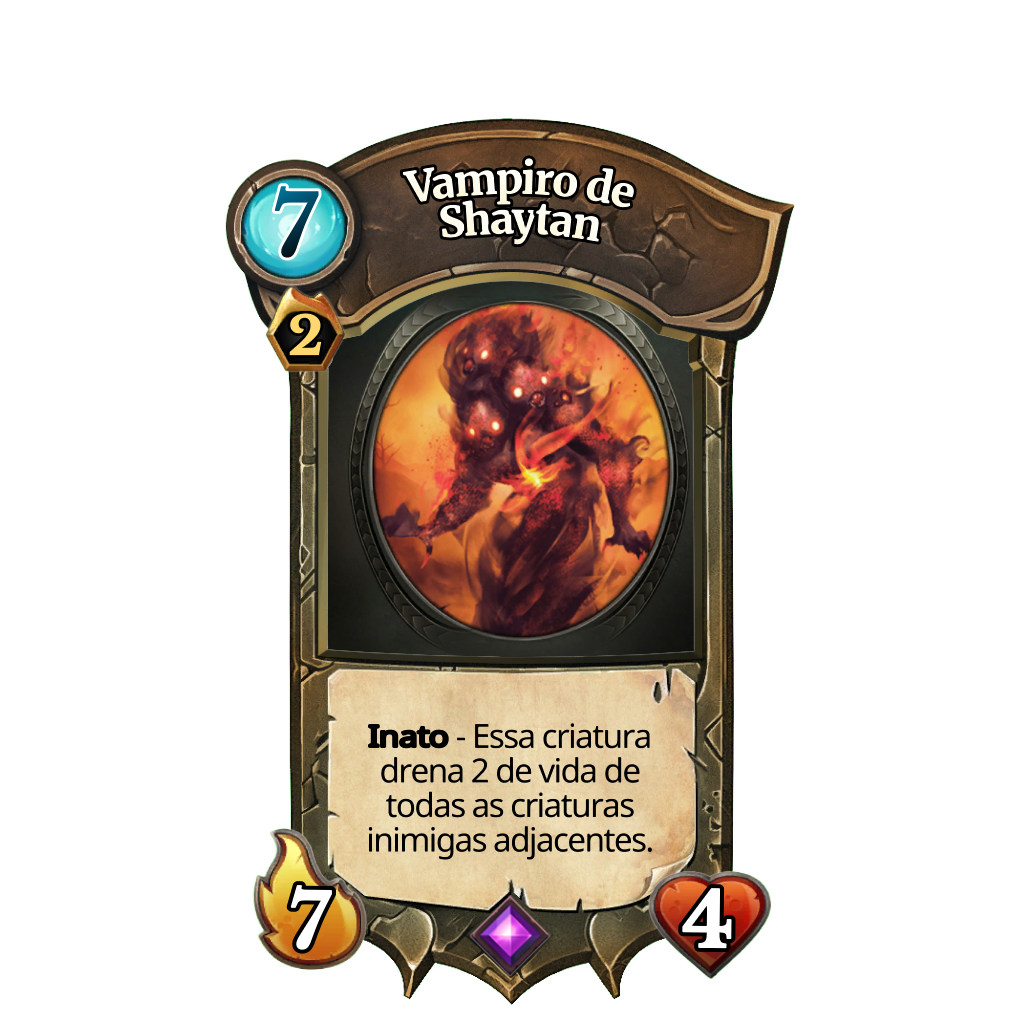 Vampiro de
Shaytan
7
2
Inato - Essa criatura
drena 2 de vida de
todas as criaturas
inimigas adjacentes.
7
4